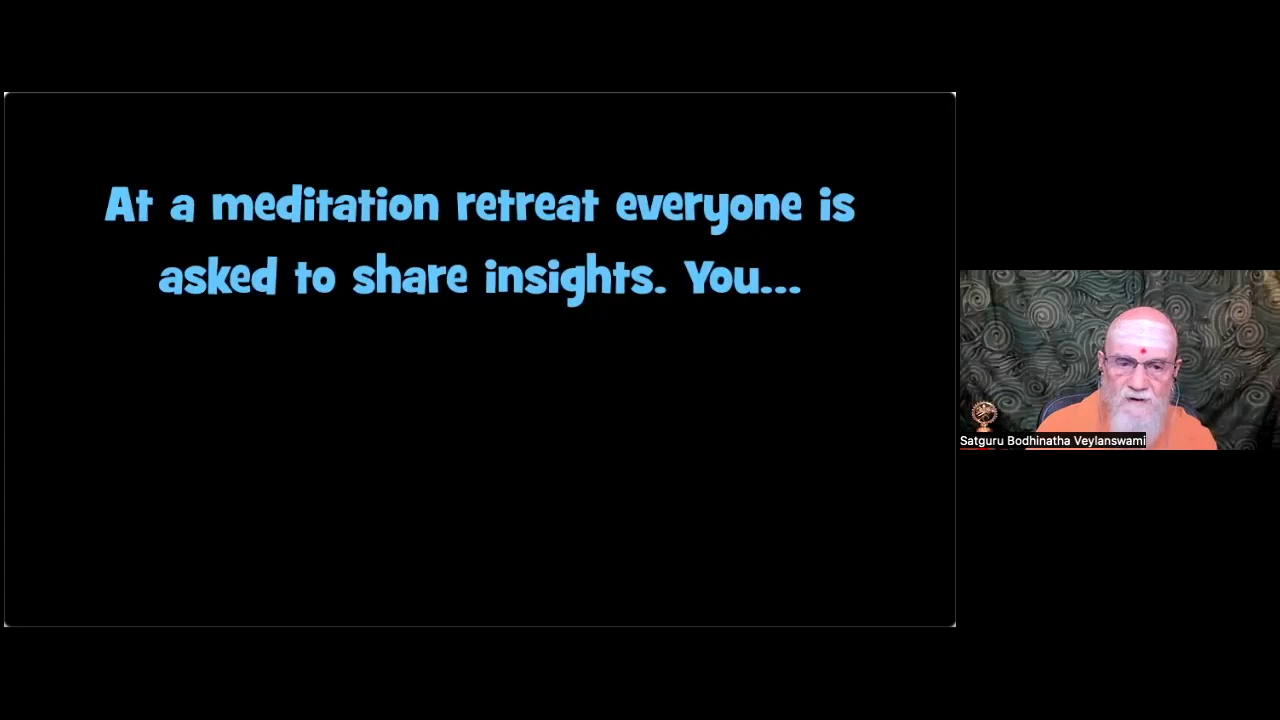 At a meditation retreat everyone is
asked to share insights. You...
Satguru Bodhinatha Veylanswami